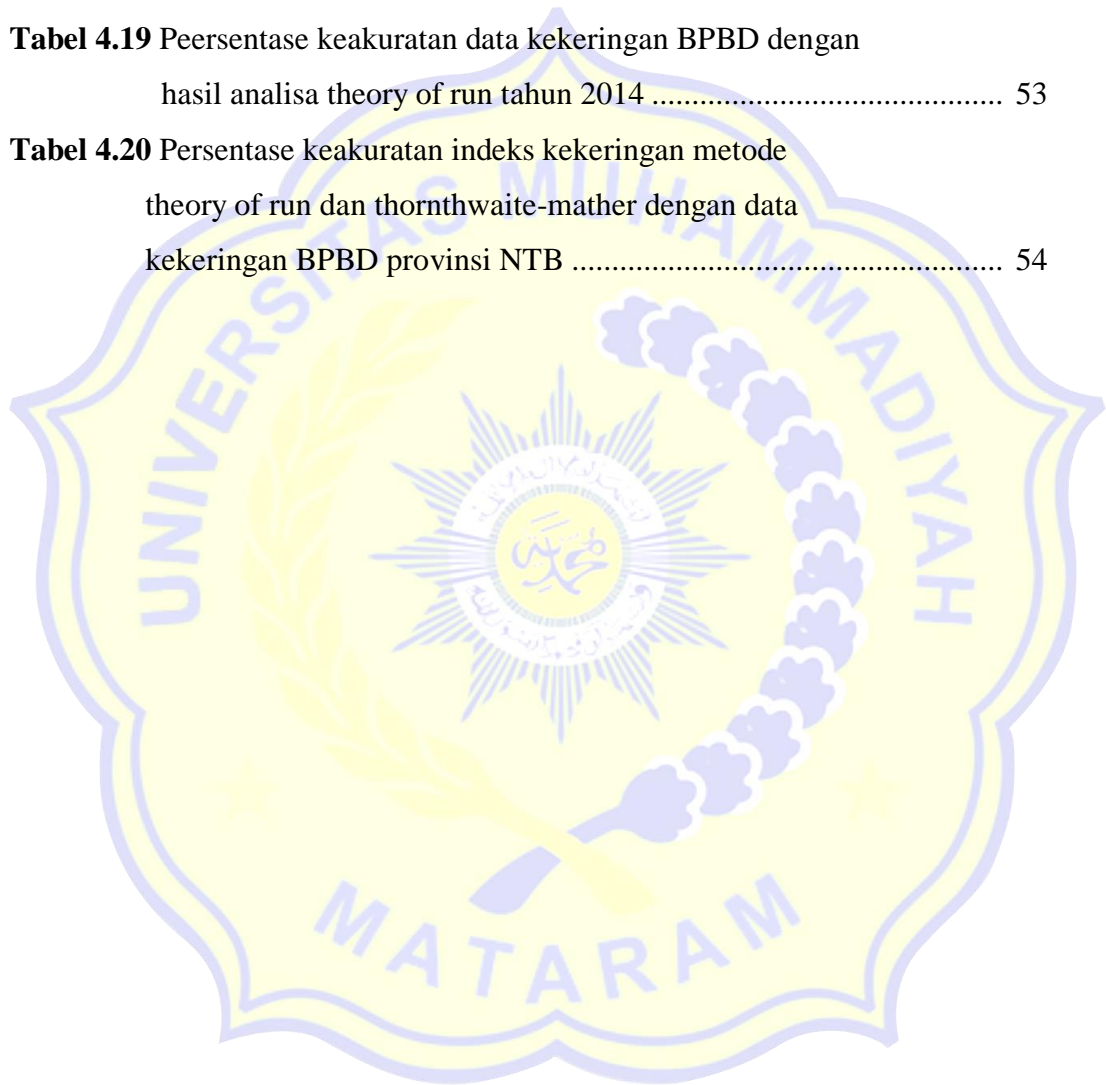 Tabel 4.19 Peersentase keakuratan data kekeringan BPBD dengan
hasil analisa theory of run tahun 2014 ............................................ 53
Tabel 4.20 Persentase keakuratan indeks kekeringan metode
theory of run dan thornthwaite-mather dengan data
kekeringan BPBD provinsi NTB ...................................................... 54
UNIVERSITAS MUHAMMADIYAH
MATARAM